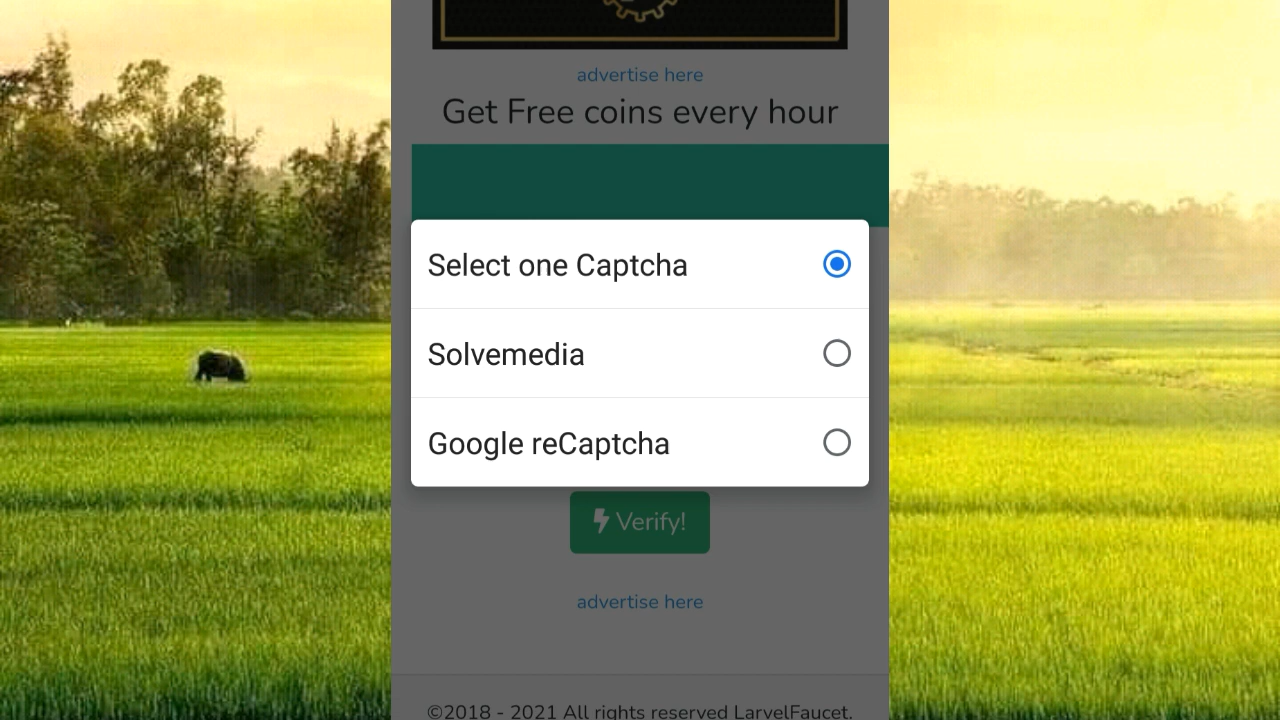 advertise here
Get Free coins every hour
Select one Captcha
Solvemedia
Google reCaptcha
Verify!
advertise here
©2018 - 2021 All rights reserved LarvelFaucet.